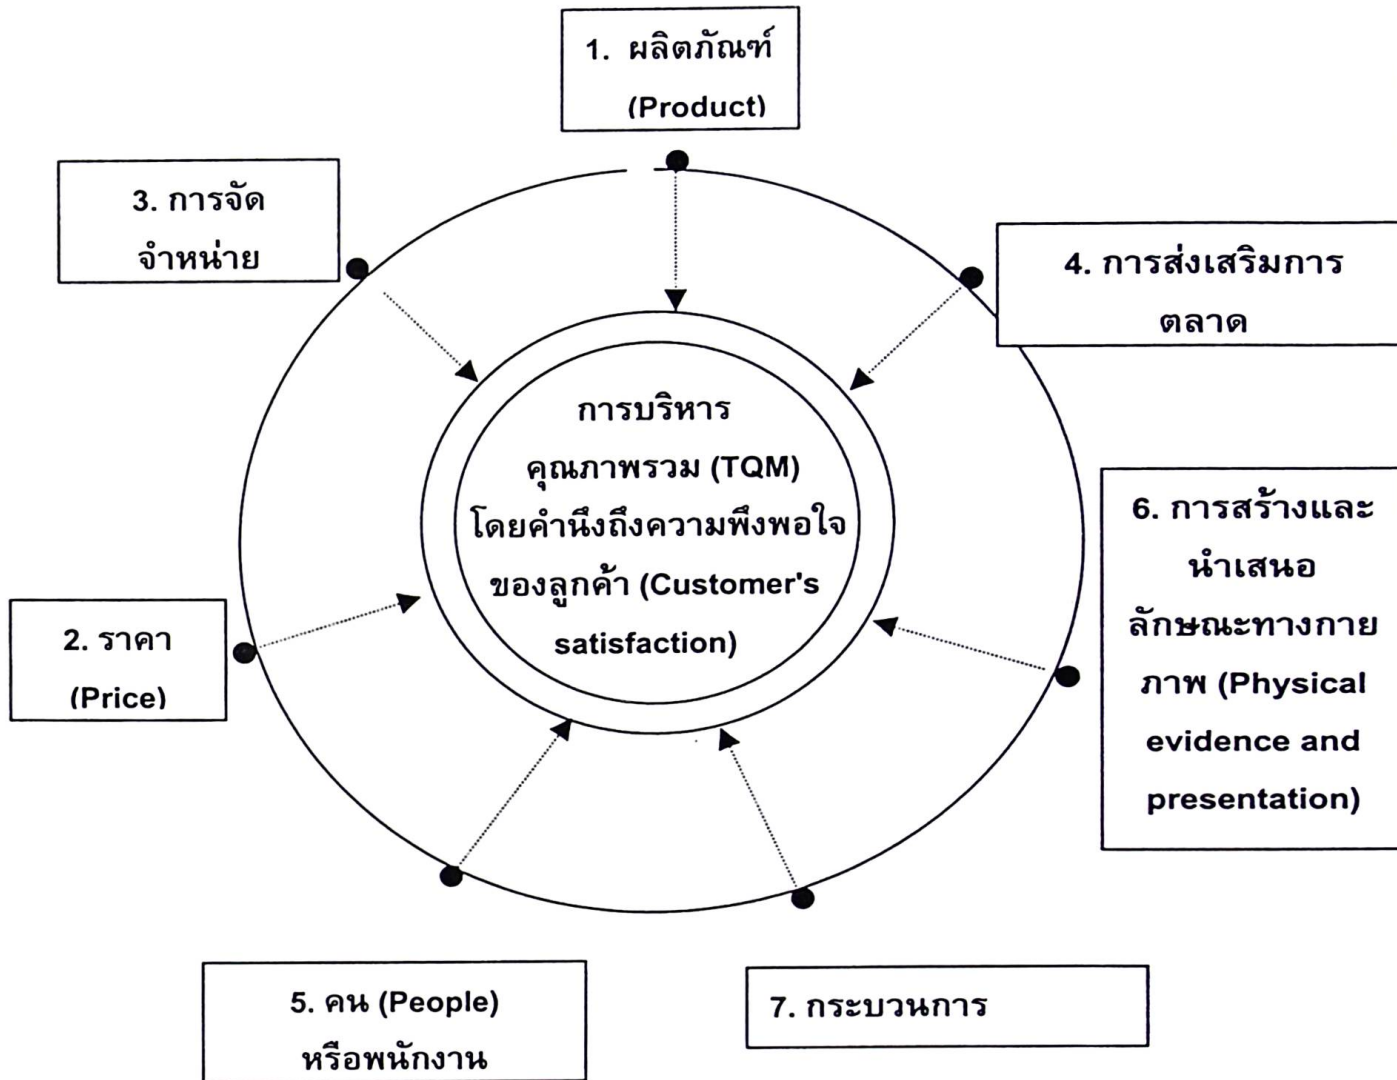 1. ผลิตภัณฑ์
(Product)
3. การจัด
จำหน่าย
4. การส่งเสริมการ
ตลาด
การบริหาร
คุณภาพรวม (TQM)
โดยคำนึงถึงความพึงพอใจ
ของลูกค้า (Customer's
satisfaction)
6. การสร้างและ
นำเสนอ
ลักษณะทางกาย
ภาพ (Physical
evidence and
presentation)
2. ราคา
(Price)
5. คน (People)
หรือพนักงาน
7. กระบวนการ